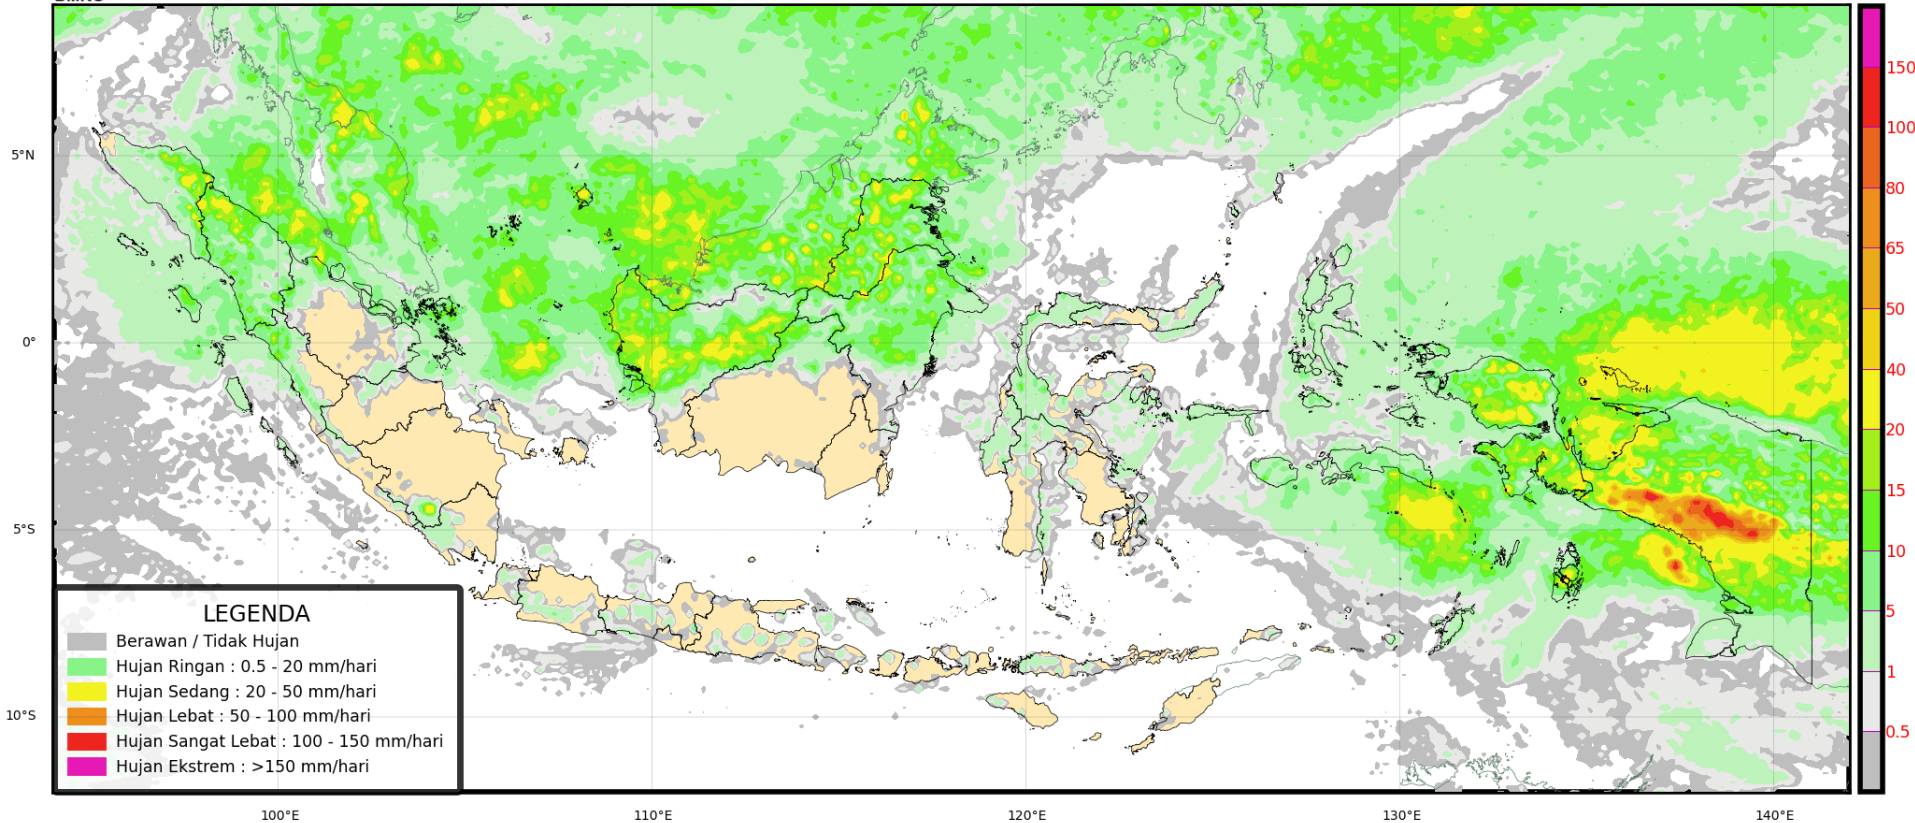 5°N
0°
5°S
10°S
100°E
110°E
120°E
130°E
140°E
LEGENDA
Berawan / Tidak Hujan
Hujan Ringan : 0.5 - 20 mm/hari
Hujan Sedang : 20 - 50 mm/hari
Hujan Lebat : 50 - 100 mm/hari
Hujan Sangat Lebat : 100 - 150 mm/hari
Hujan Ekstrem : >150 mm/hari
150
100
80
65
50
40
20
15
10
5
1
0.5